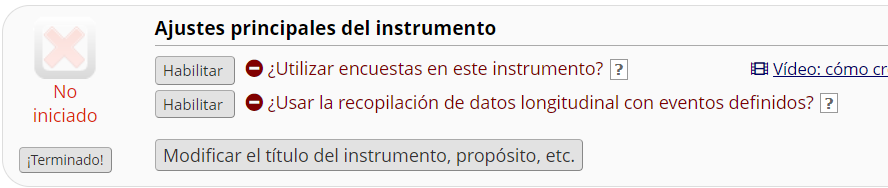 Ajustes principales del instrumento
No
iniciado
¡Terminado!
Habilitar ¿Utilizar encuestas en este instrumento? ? Vídeo: cómo cr
Habilitar ¿Usar la recopilación de datos longitudinal con eventos definidos? ?
Modificar el título del instrumento, propósito, etc.